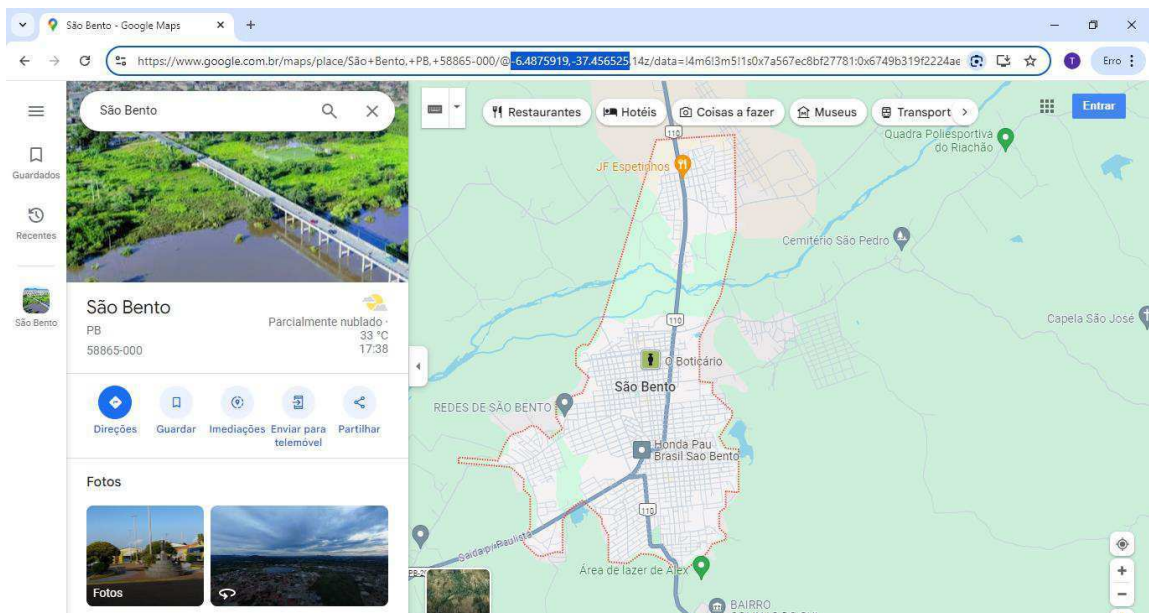 São Bento - Google Maps
https://www.google.com.br/maps/place/São+Bento,+PB,+58865-000/@-6.4875919,-37.456525,14z/data=!4m6!3m5!1s0x7a567ec8bf27781:0x6749b319f2224ae
T
Erro
São Bento
Restaurantes
Hotéis
Coisas a fazer
Museus
Transport
Entrar
Guardados
Recentes
São Bento
São Bento
PB
58865-000
Parcialmente nublado ·
33 °C
17:38
Direções
Guardar
Imediações
Enviar para
telemóvel
Partilhar
Fotos
Fotos
110
Quadra Poliesportiva
do Riachão
JF Espetinhos
Cemitério São Pedro
110
Capela São José
O Boticário
São Bento
REDES DE SÃO BENTO
Honda Pau
Brasil Sao Bento
110
Saida p/ Paulista
Área de lazer de Alex
BAIRRO